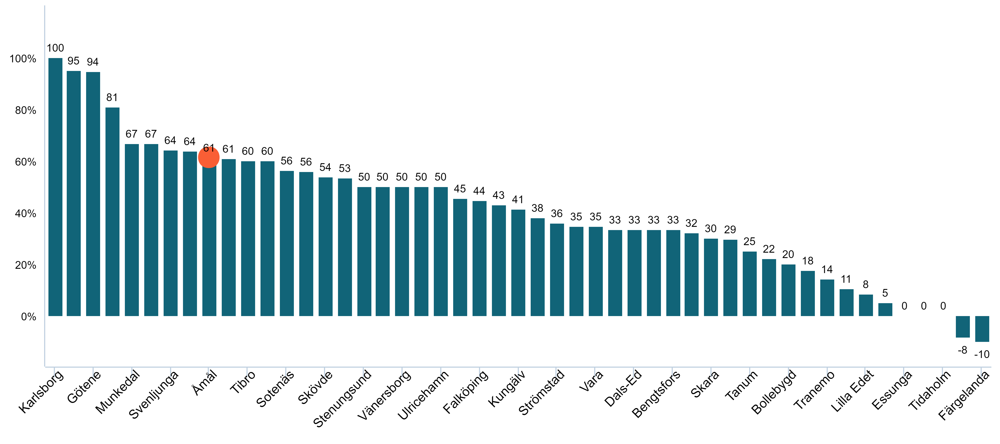 100%
80%
60%
40%
20%
0%
100 95 94 81 67 67 64 64 61 61 60 60 56 56 54 53 50 50 50 50 50 45 44 43 41 38 36 35 35 33 33 33 33 32 30 29 25 22 20 18 14 11 8 5 0 0 0 -8 -10
Karlsborg
Götene
Munkedal
Svenljunga
Åmål
Tibro
Sotenäs
Skövde
Stenungsund
Vänersborg
Ulricehamn
Falköping
Kungälv
Strömstad
Vara
Dals-Ed
Bengtsfors
Skara
Tanum
Bollebygd
Tranemo
Lilla Edet
Essunga
Tidaholm
Färgelanda